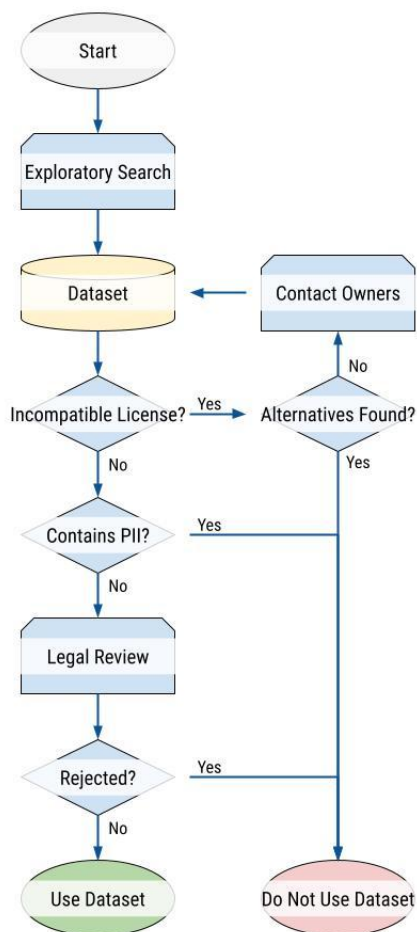 Start
Exploratory Search
Dataset
Contact Owners
No
Incompatible License?
Yes
Alternatives Found?
No
Yes
Contains PII?
Yes
No
Legal Review
Rejected?
Yes
No
Use Dataset
Do Not Use Dataset